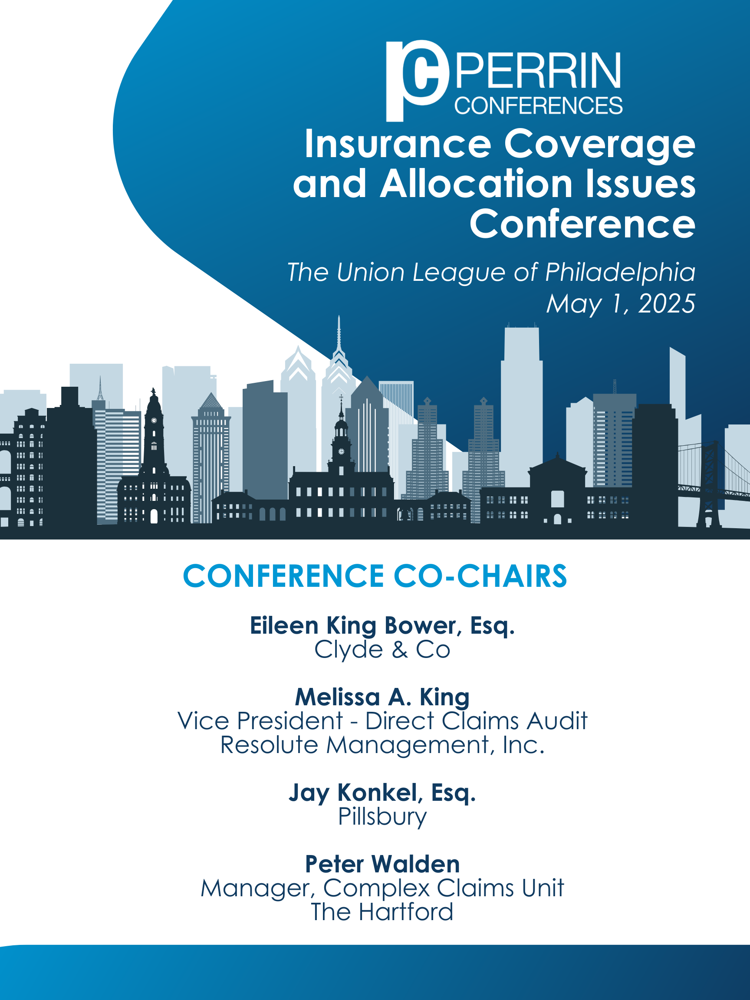 pc PERRIN
CONFERENCES
Insurance Coverage
and Allocation Issues
Conference
The Union League of Philadelphia
May 1, 2025
CONFERENCE CO-CHAIRS
Eileen King Bower, Esq.
Clyde & Co
Melissa A. King
Vice President - Direct Claims Audit
Resolute Management, Inc.
Jay Konkel, Esq.
Pillsbury
Peter Walden
Manager, Complex Claims Unit
The Hartford